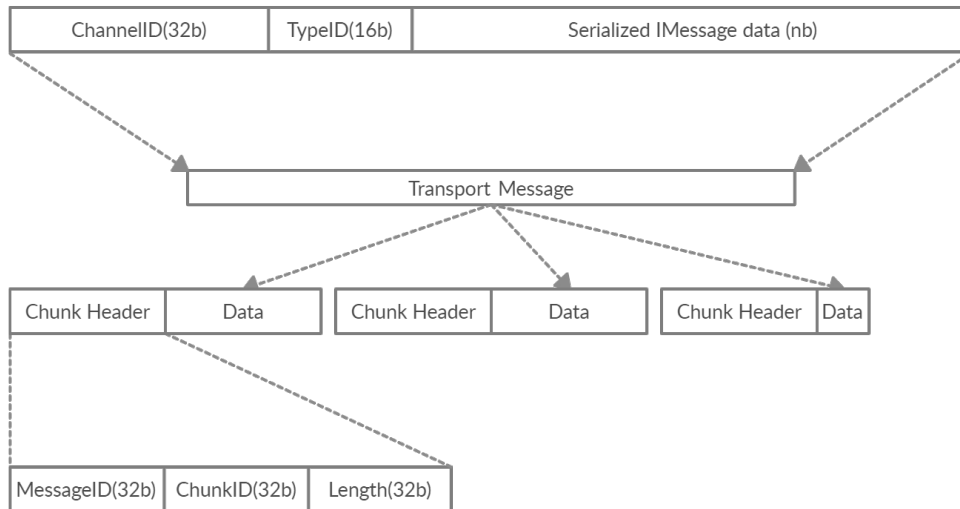 ChannelID(32b) TypeID(16b) Serialized IMessage data (nb)
Transport Message
Chunk Header Data Chunk Header Data Chunk Header Data
MessageID(32b) ChunkID(32b) Length(32b)